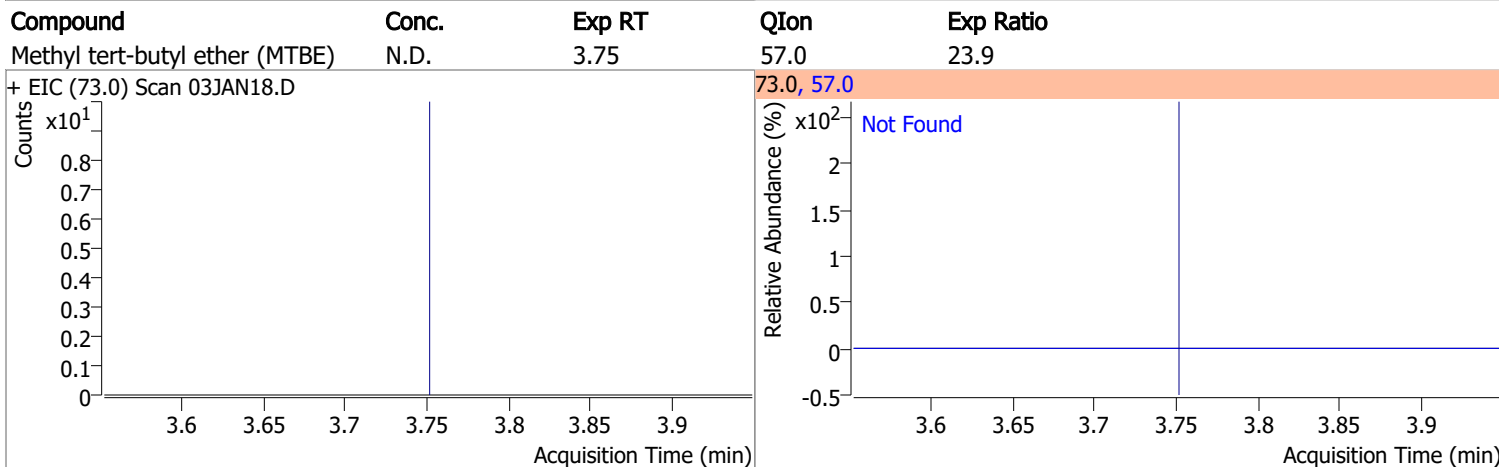 Compound Conc. Exp RT QIon Exp Ratio
Methyl tert-butyl ether (MTBE) N.D. 3.75 57.0 23.9
+ EIC (73.0) Scan 03JAN18.D
Counts
x10^1
0.8
0.7
0.6
0.5
0.4
0.3
0.2
0.1
0
3.6 3.65 3.7 3.75 3.8 3.85 3.9
Acquisition Time (min)
73.0, 57.0
Relative Abundance (%)
x10^2
Not Found
2
1.5
1
0.5
0
-0.5
3.6 3.65 3.7 3.75 3.8 3.85 3.9
Acquisition Time (min)